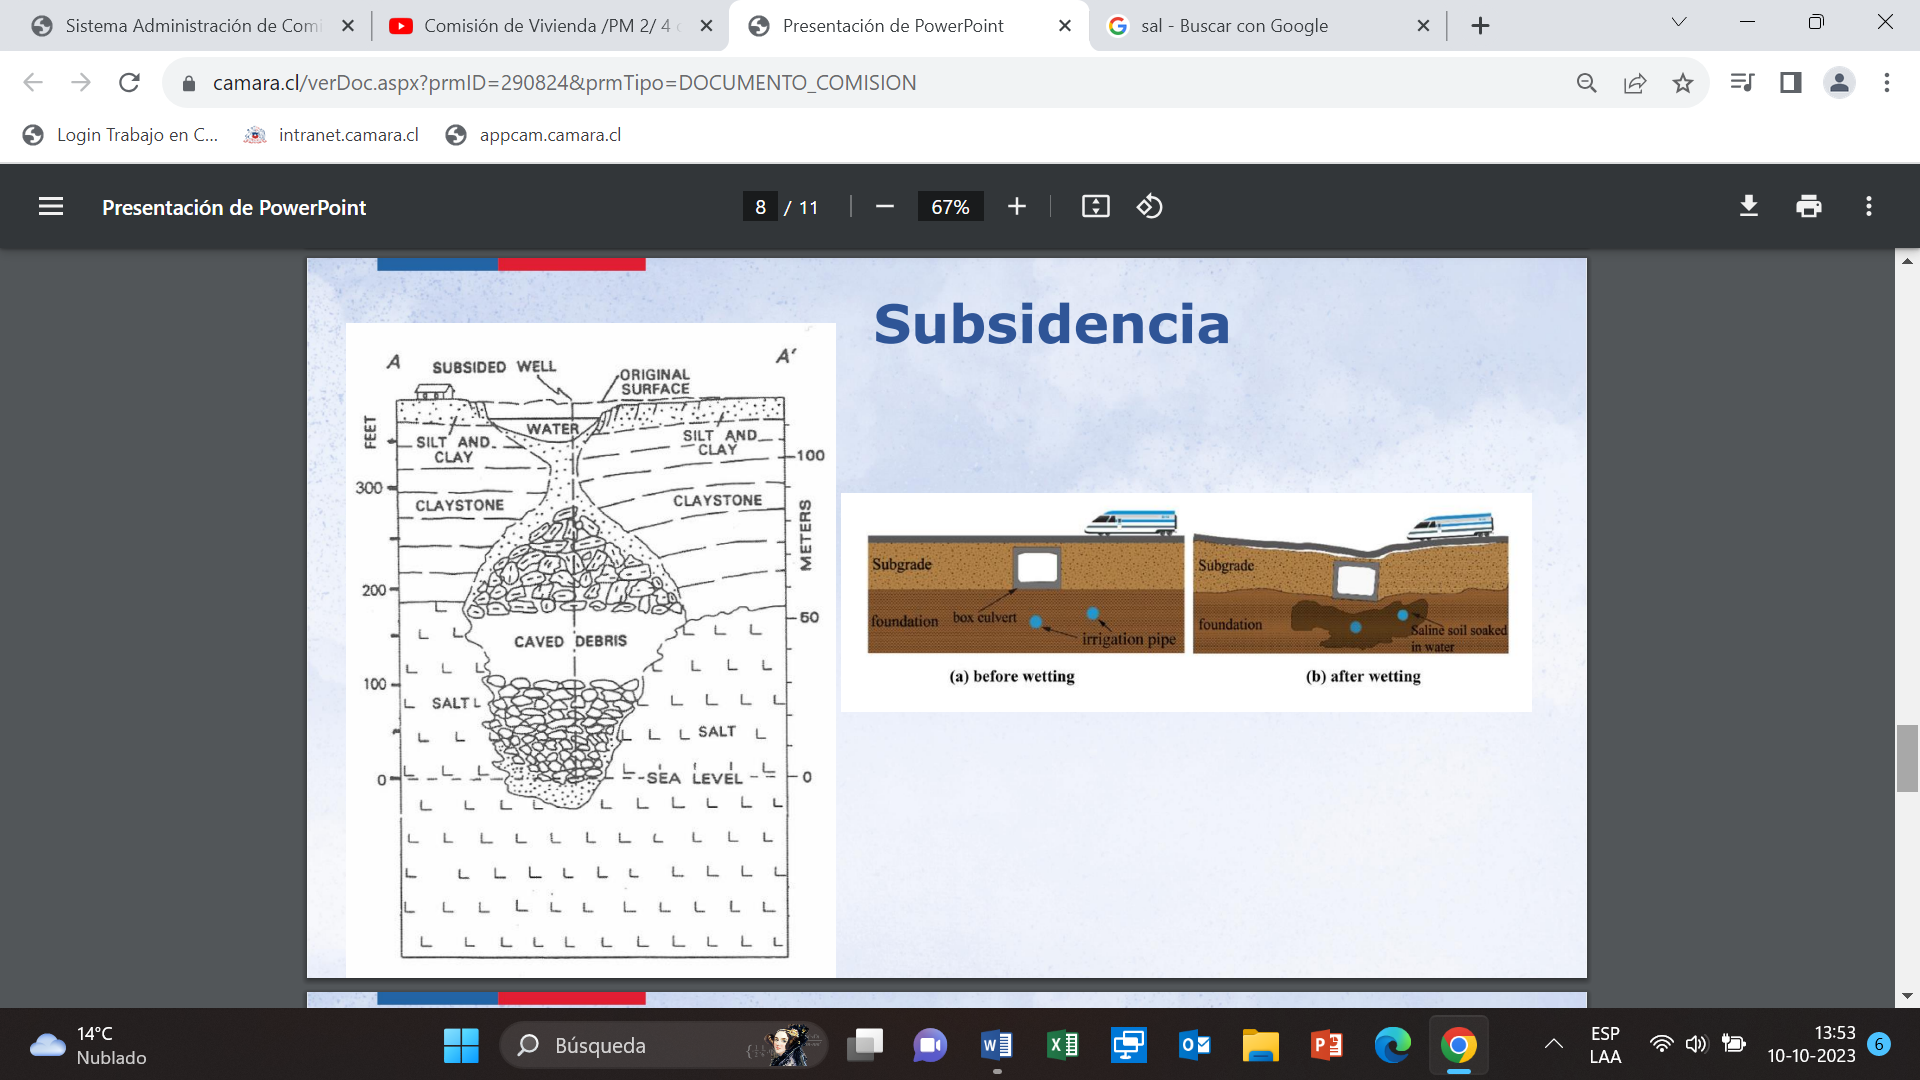 Sistema Administración de Comi
Comisión de Vivienda /PM 2/ 4
Presentación de PowerPoint
sal - Buscar con Google
camara.cl/verDoc.aspx?prmID=290824&prmTipo=DOCUMENTO_COMISION
Login Trabajo en C...
intranet.camara.cl
appcam.camara.cl
Presentación de PowerPoint
8 / 11
67%
Subsidencia
A
SUBSIDED WELL
A'
ORIGINAL
SURFACE
FEET
WATER
SILT AND
CLAY
SILT AND
CLAY
100
300
CLAYSTONE
CLAYSTONE
METERS
200
50
CAVED DEBRIS
100
SALT
SALT
0
SEA LEVEL
0
Subgrade
foundation
box culvert
irrigation pipe
(a) before wetting
Subgrade
foundation
Saline soil soaked
in water
(b) after wetting
14°C
Nublado
Búsqueda
ESP
LAA
13:53
10-10-2023
6